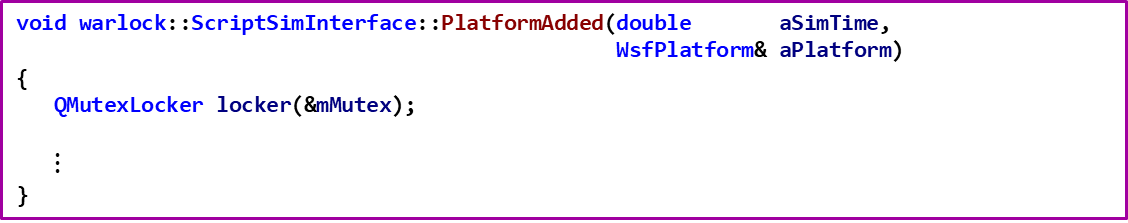 void warlock::ScriptSimInterface::PlatformAdded(double       aSimTime,
                                                WsfPlatform& aPlatform)
{
   QMutexLocker locker(&mMutex);
   ⋮
}